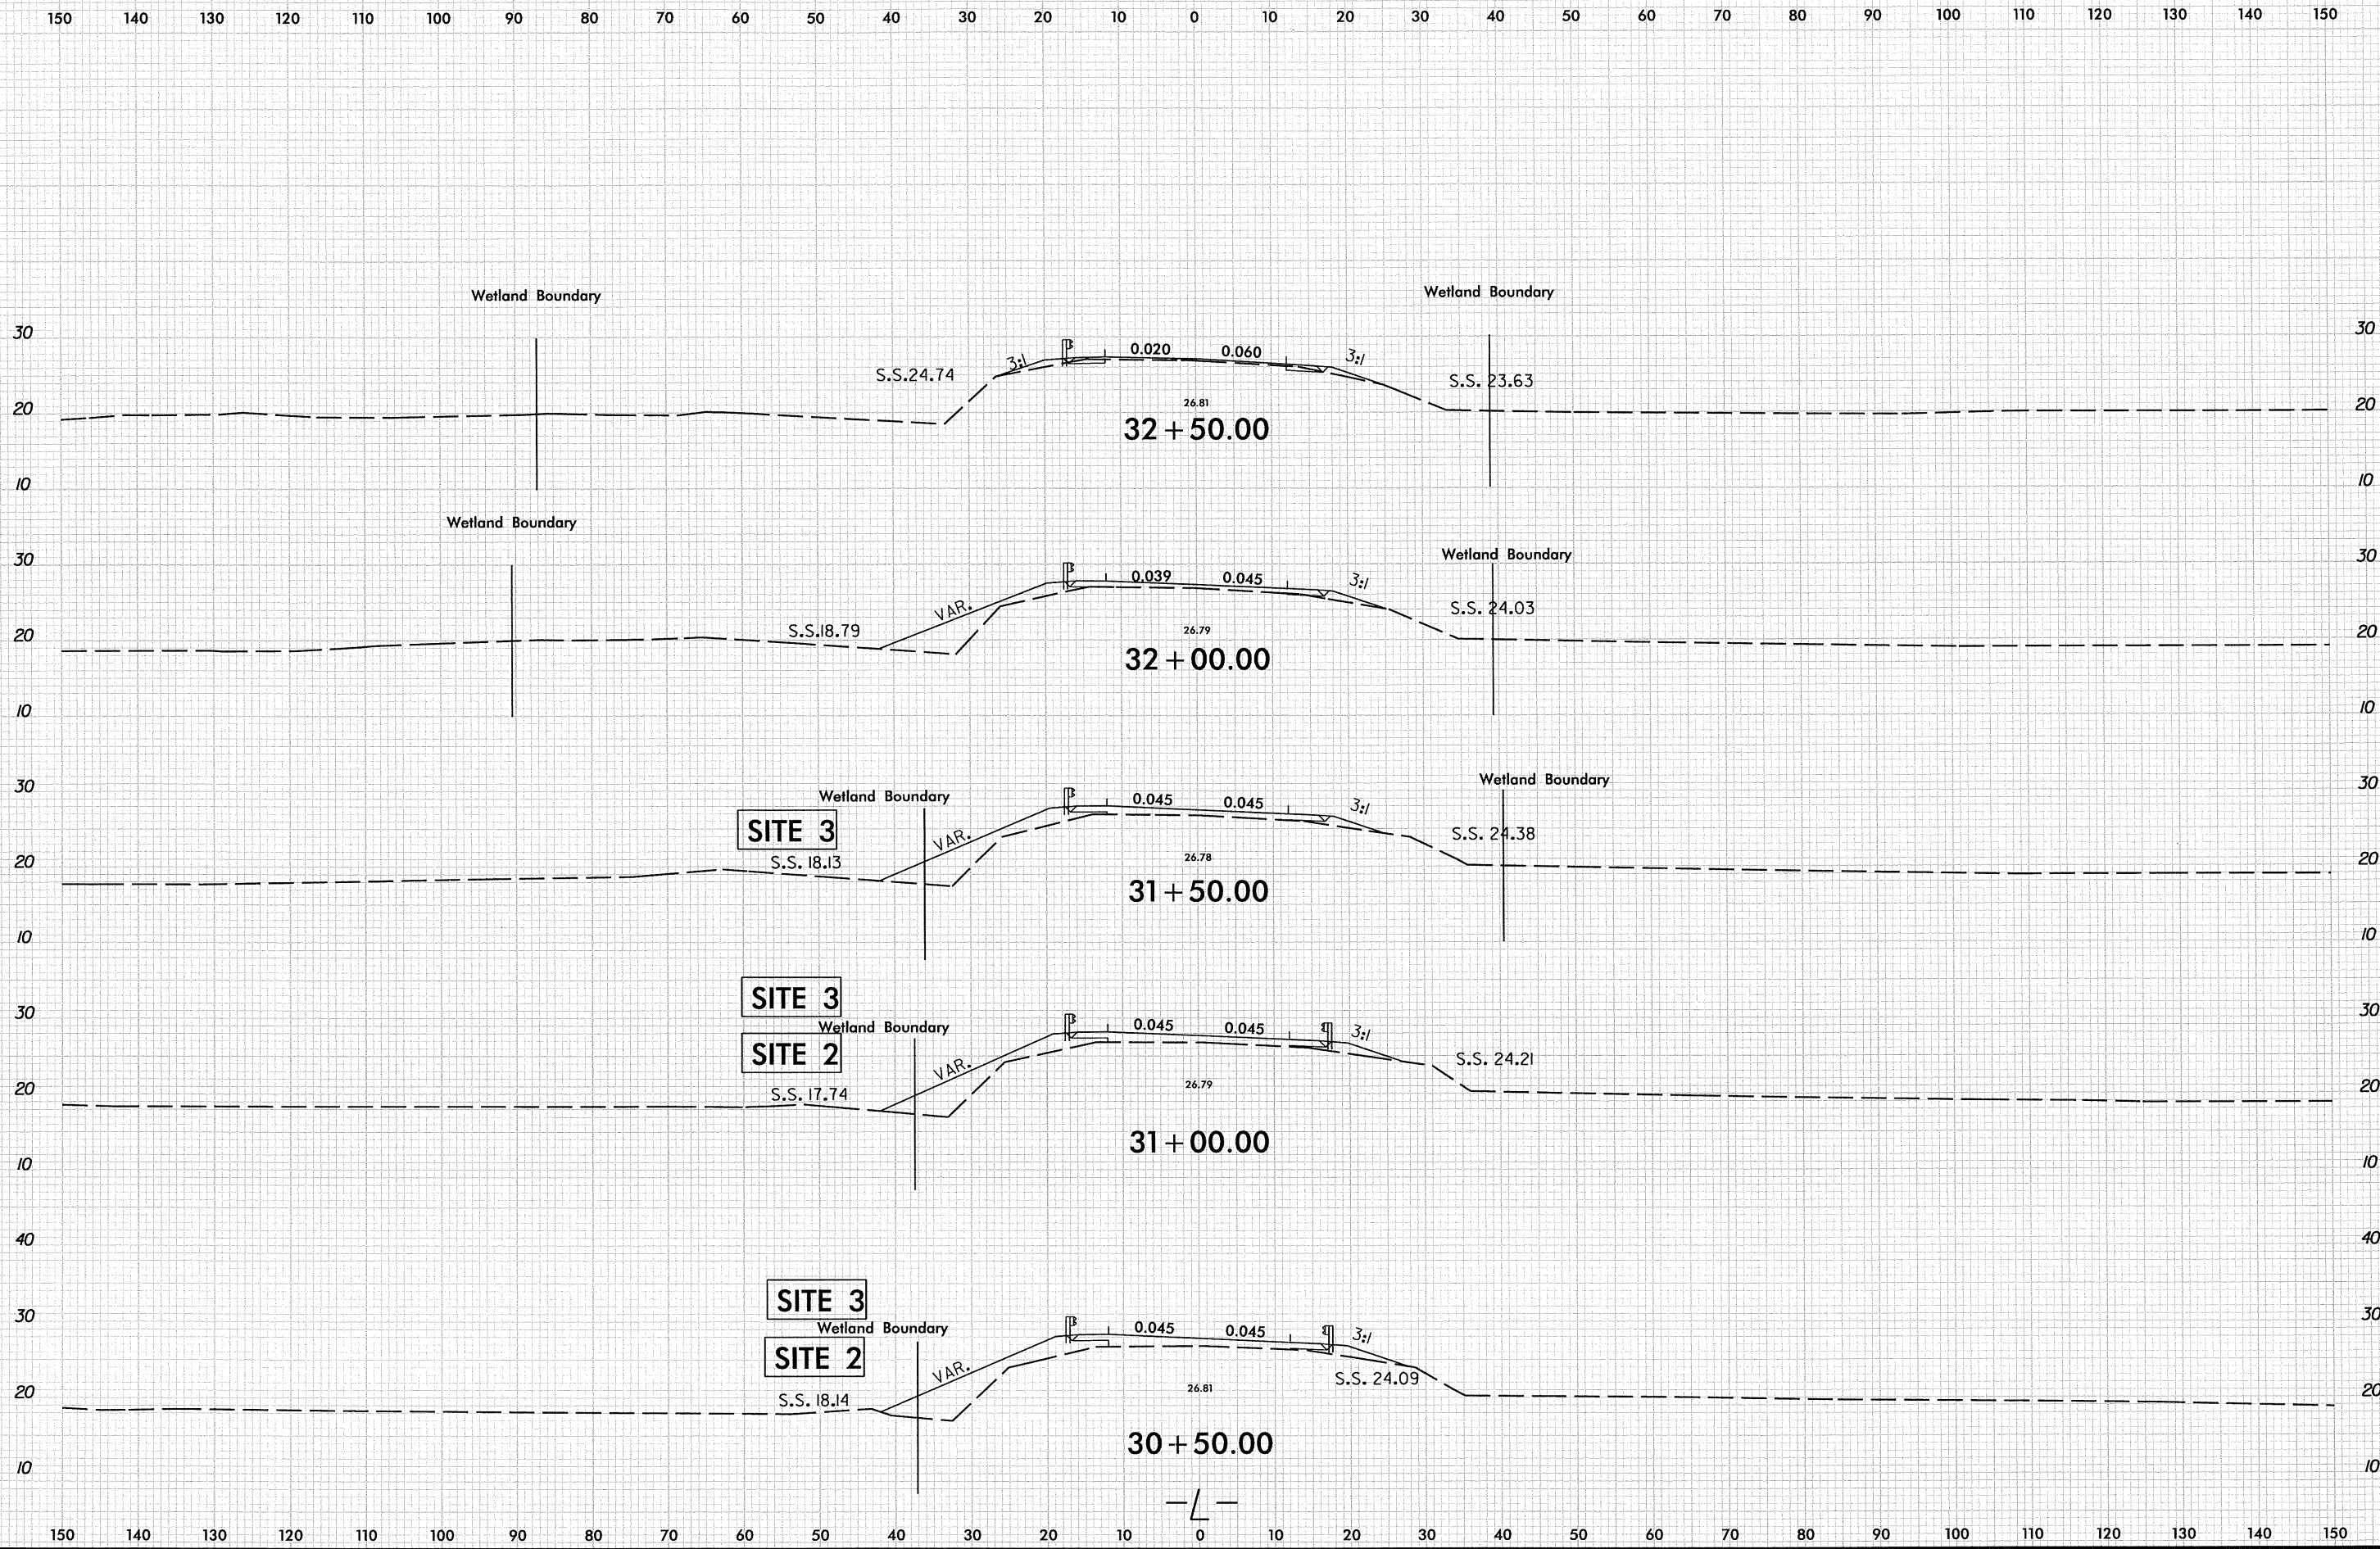 150 140 130 120 110 100 90 80 70 60 50 40 30 20 10 0 10 20 30 40 50 60 70 80 90 100 110 120 130 140 150
Wetland Boundary Wetland Boundary
30 30
3:1 0.020 0.060 3:1
S.S.24.74 S.S. 23.63
20 26.81 20
32+50.00
10 10
Wetland Boundary
Wetland Boundary
30 30
0.039 0.045 3:1
VAR. S.S. 24.03
20 S.S.18.79 26.79 20
32+00.00
10 10
Wetland Boundary
30 30
Wetland Boundary 0.045 0.045 3:1
SITE 3 VAR. S.S. 24.38
20 S.S. 18.13 26.78 20
31+50.00
10 10
SITE 3
30 30
Wetland Boundary 0.045 0.045 3:1
SITE 2 VAR. S.S. 24.21
20 S.S. 17.74 26.79 20
31+00.00
10 10
40 40
SITE 3
30 30
Wetland Boundary 0.045 0.045 3:1
SITE 2 VAR. S.S. 24.09
20 S.S. 18.14 26.81 20
30+50.00
10 10
-L-
150 140 130 120 110 100 90 80 70 60 50 40 30 20 10 0 10 20 30 40 50 60 70 80 90 100 110 120 130 140 150